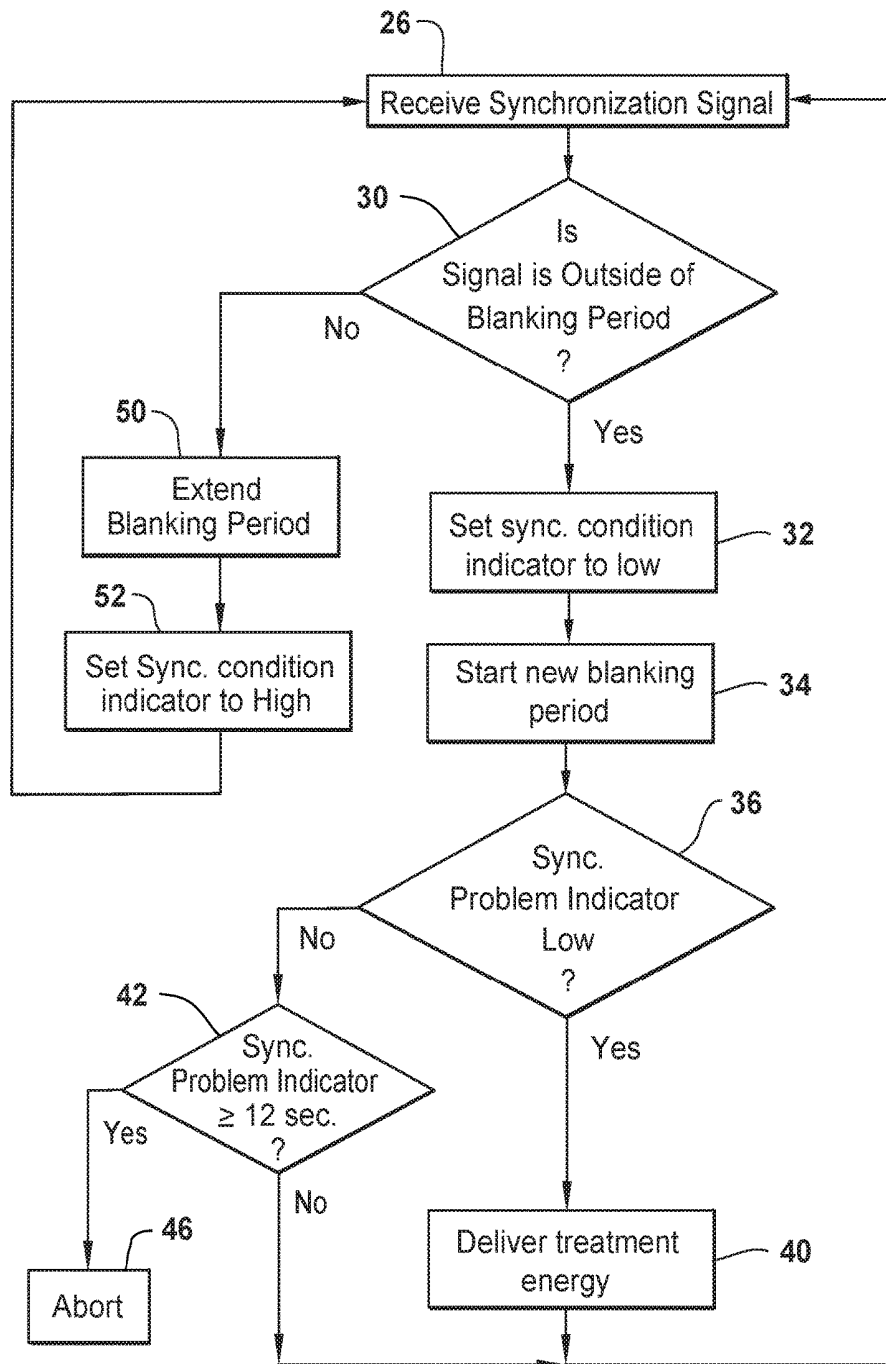 26
Receive Synchronization Signal
30
Is
Signal is Outside of
Blanking Period
?
No
Yes
50
Extend
Blanking Period
Set sync. condition
indicator to low
32
52
Set Sync. condition
indicator to High
Start new blanking
period
34
36
Sync.
Problem Indicator
Low
?
No
Yes
42
Sync.
Problem Indicator
≥ 12 sec.
?
Yes
No
46
Abort
Deliver treatment
energy
40